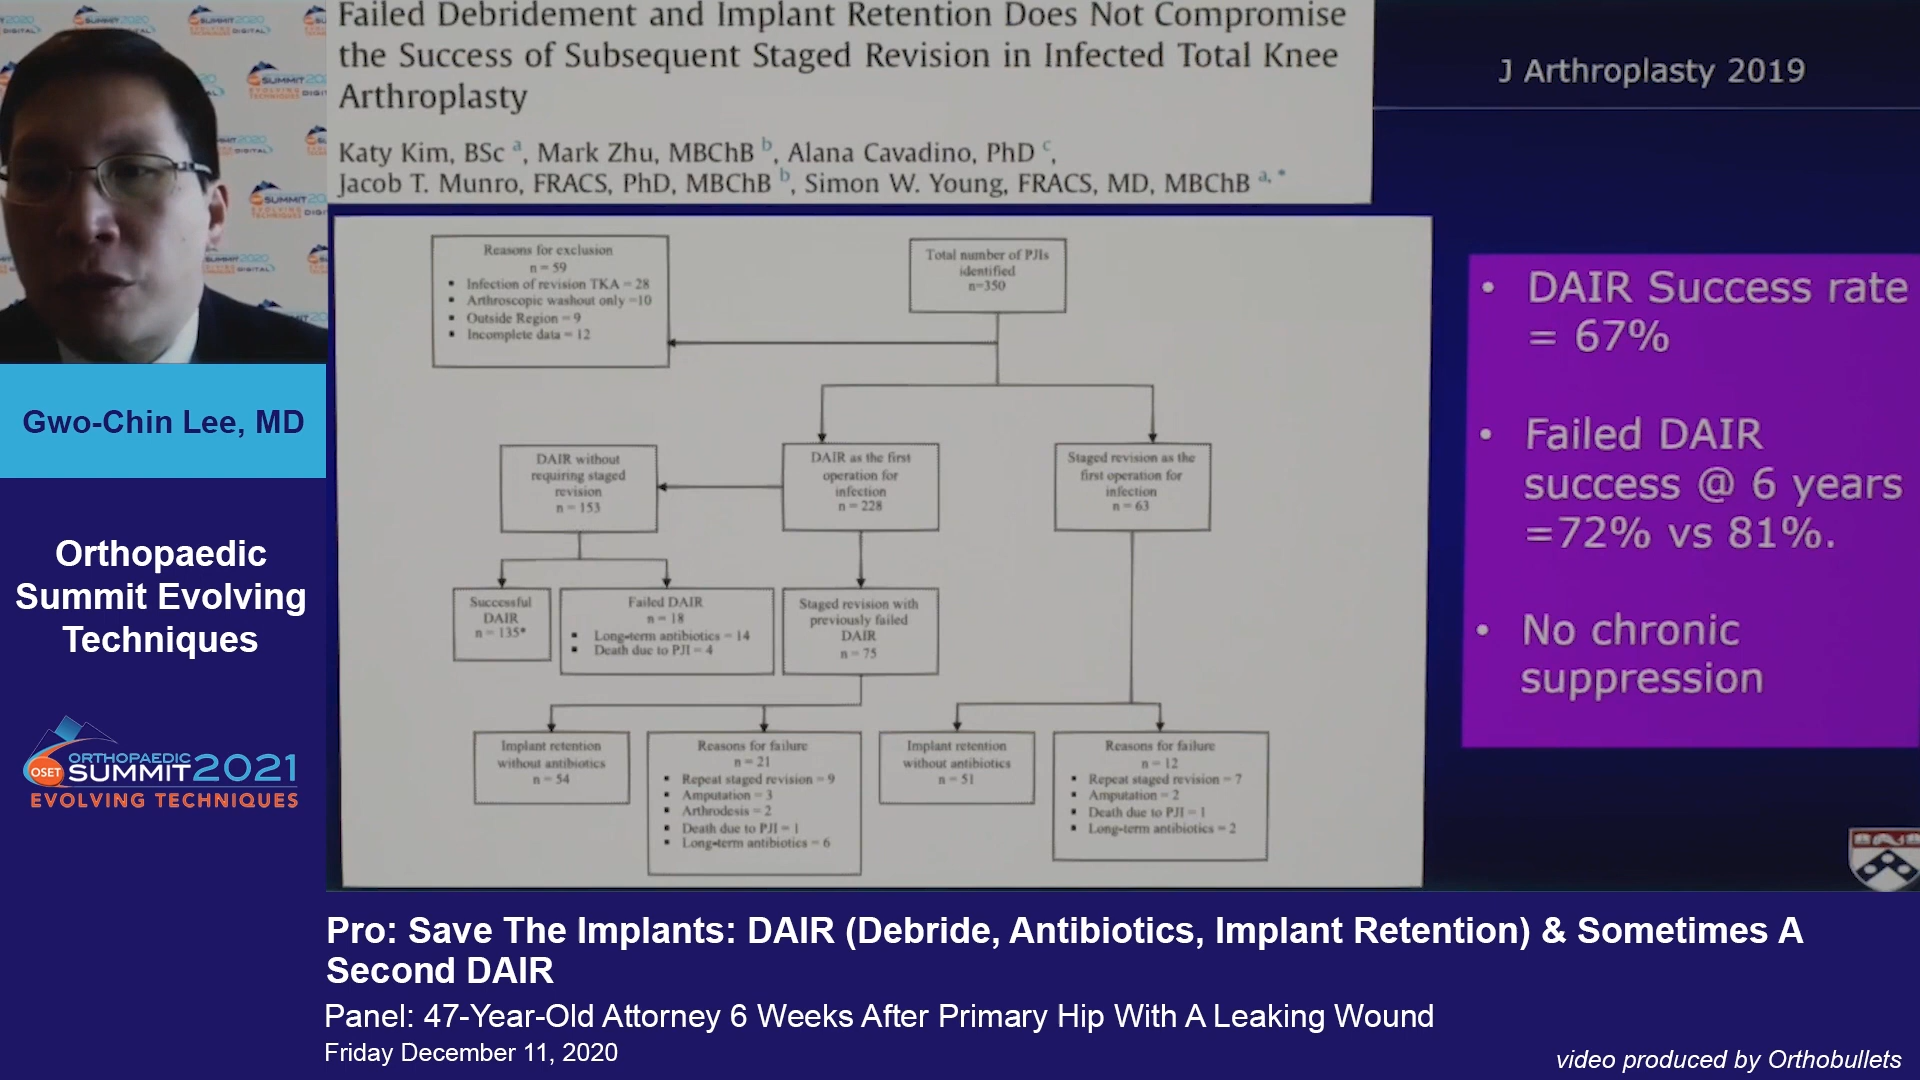 Failed Debridement and Implant Retention Does Not Compromise
the Success of Subsequent Staged Revision in Infected Total Knee
Arthroplasty
Katy Kim, BSc a, Mark Zhu, MBChB b, Alana Cavadino, PhD c,
Jacob T. Munro, FRACS, PhD, MBChB b, Simon W. Young, FRACS, MD, MBChB a, *
J Arthroplasty 2019
Reasons for exclusion
n = 59
▪ Infection of revision TKA = 28
▪ Arthroscopic washout only =10
▪ Outside Region = 9
▪ Incomplete data = 12
Total number of PJIs
identified
n=350
DAIR without
requiring staged
revision
n = 153
DAIR as the first
operation for
infection
n = 228
Staged revision as the
first operation for
infection
n = 63
Successful
DAIR
n = 135*
Failed DAIR
n = 18
▪ Long-term antibiotics = 14
▪ Death due to PJI = 4
Staged revision with
previously failed
DAIR
n = 75
Implant retention
without antibiotics
n = 54
Reasons for failure
n = 21
▪ Repeat staged revision = 9
▪ Amputation = 3
▪ Arthrodesis = 2
▪ Death due to PJI = 1
▪ Long-term antibiotics = 6
Implant retention
without antibiotics
n = 51
Reasons for failure
n = 12
▪ Repeat staged revision = 7
▪ Amputation = 2
▪ Death due to PJI = 1
▪ Long-term antibiotics = 2
• DAIR Success rate
= 67%
• Failed DAIR
success @ 6 years
=72% vs 81%.
• No chronic
suppression
Gwo-Chin Lee, MD
Orthopaedic
Summit Evolving
Techniques
OSET
ORTHOPAEDIC
SUMMIT 2021
EVOLVING TECHNIQUES
Pro: Save The Implants: DAIR (Debride, Antibiotics, Implant Retention) & Sometimes A
Second DAIR
Panel: 47-Year-Old Attorney 6 Weeks After Primary Hip With A Leaking Wound
Friday December 11, 2020
video produced by Orthobullets